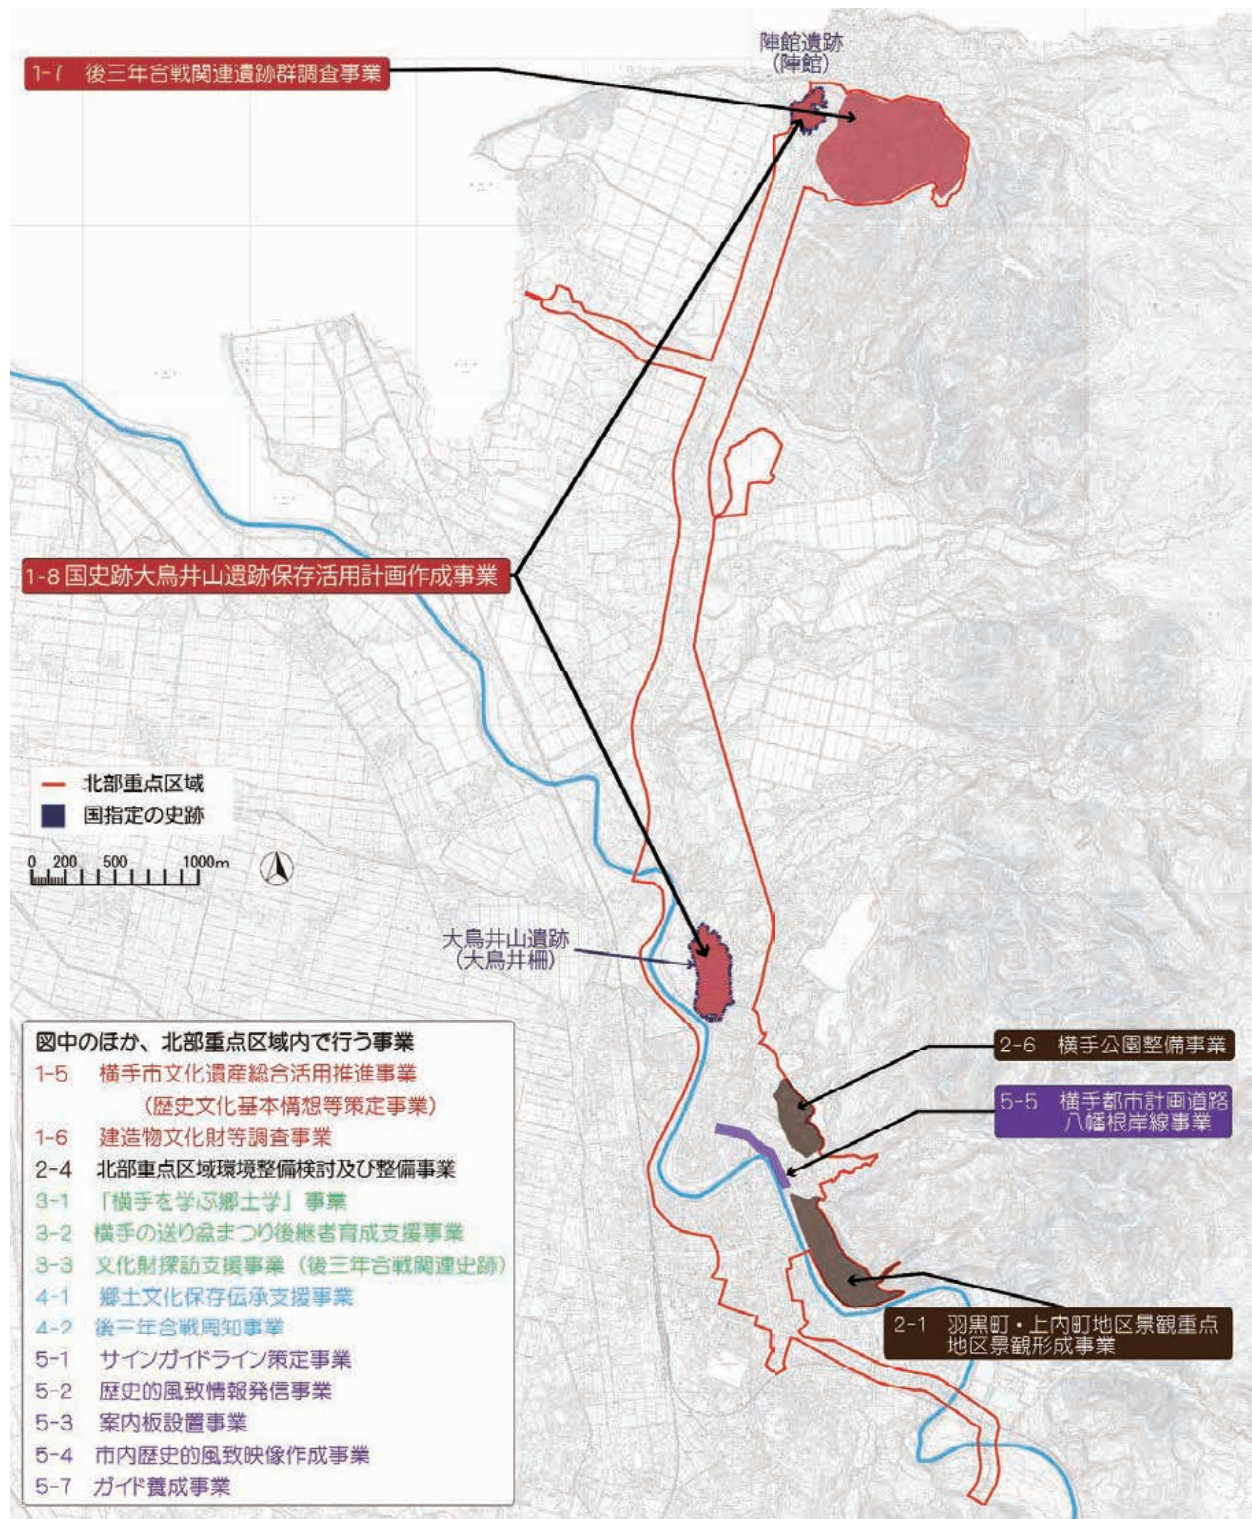 陣館遺跡
(陣館)
1-7 後三年合戦関連遺跡群調査事業
1-8 国史跡大鳥井山遺跡保存活用計画作成事業
北部重点区域
国指定の史跡
0 200 500 1000m
大鳥井山遺跡
(大鳥井柵)
図中のほか、北部重点区域内で行う事業
1-5 横手市文化遺産総合活用推進事業
(歴史文化基本構想等策定事業)
1-6 建造物文化財等調査事業
2-4 北部重点区域環境整備検討及び整備事業
3-1 「横手を学ぶ郷土学」事業
3-2 横手の送り盆まつり後継者育成支援事業
3-3 文化財探訪支援事業(後三年合戦関連史跡)
4-1 郷土文化保存伝承支援事業
4-2 後三年合戦周知事業
5-1 サインガイドライン策定事業
5-2 歴史的風致情報発信事業
5-3 案内板設置事業
5-4 市内歴史的風致映像作成事業
5-7 ガイド養成事業
2-6 横手公園整備事業
5-5 横手都市計画道路
八幡根岸線事業
2-1 羽黒町・上内町地区景観重点
地区景観形成事業